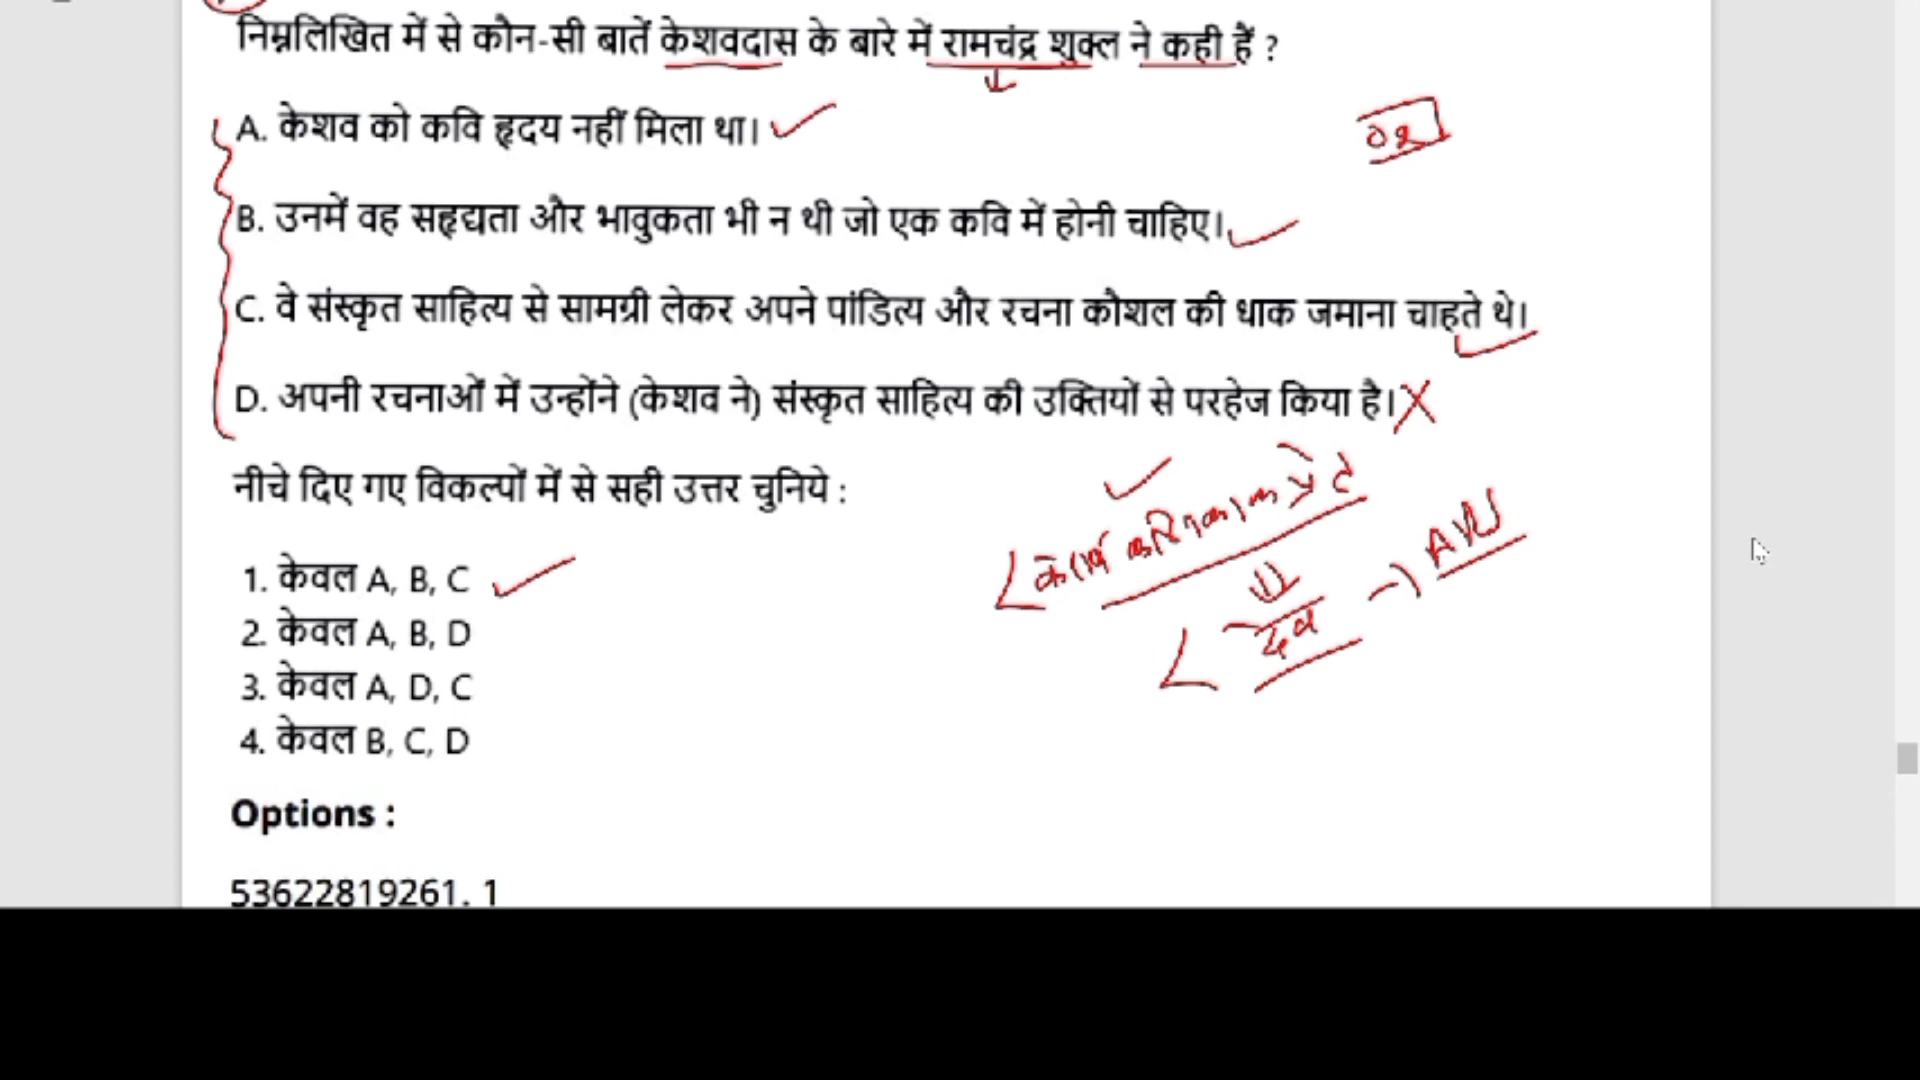 निम्नलिखित में से कौन-सी बातें केशवदास के बारे में रामचंद्र शुक्ल ने कही हैं ?
A. केशव को कवि हृदय नहीं मिला था।
B. उनमें वह सहृद्यता और भावुकता भी न थी जो एक कवि में होनी चाहिए।
C. वे संस्कृत साहित्य से सामग्री लेकर अपने पांडित्य और रचना कौशल की धाक जमाना चाहते थे।
D. अपनी रचनाओं में उन्होंने (केशव ने) संस्कृत साहित्य की उक्तियों से परहेज किया है।
नीचे दिए गए विकल्पों में से सही उत्तर चुनिये :
1. केवल A, B, C
2. केवल A, B, D
3. केवल A, D, C
4. केवल B, C, D
Options :
53622819261. 1